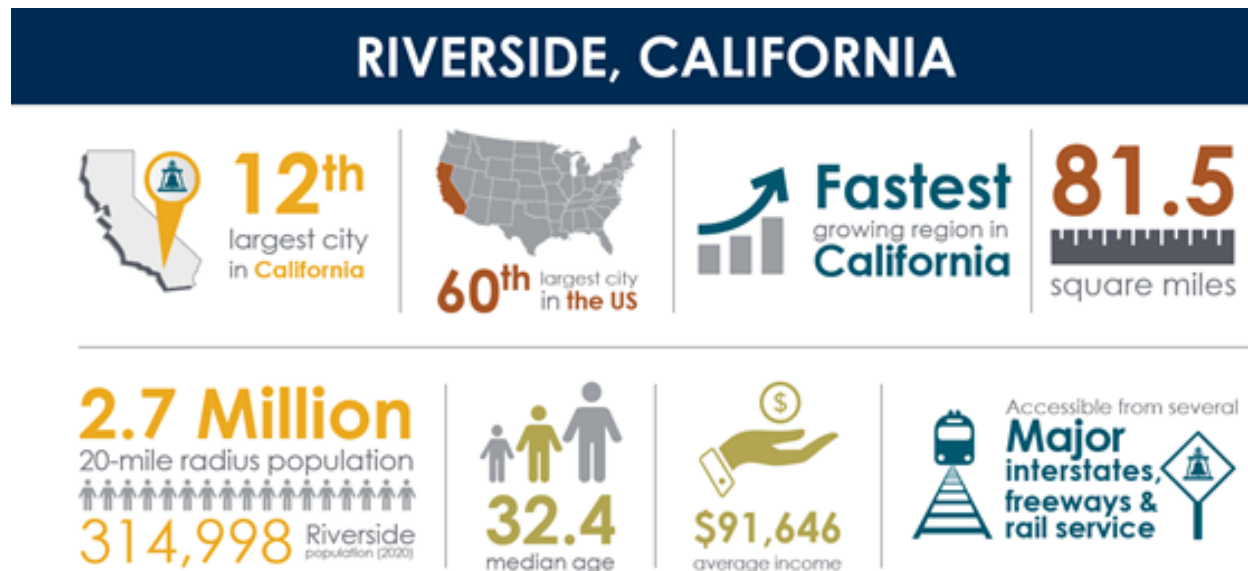 RIVERSIDE, CALIFORNIA
12th
largest city
in California
60th largest city
in the US
Fastest
growing region in
California
81.5
square miles
2.7 Million
20-mile radius population
314,998 Riverside
population (2020)
32.4
median age
$
$91,646
average income
Accessible from several
Major
interstates,
freeways &
rail service